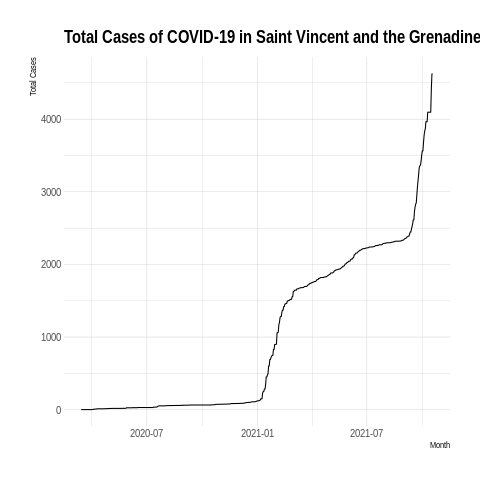 Total Cases of COVID-19 in Saint Vincent and the Grenadine
Total Cases
4000
3000
2000
1000
0
2020-07 2021-01 2021-07
Month